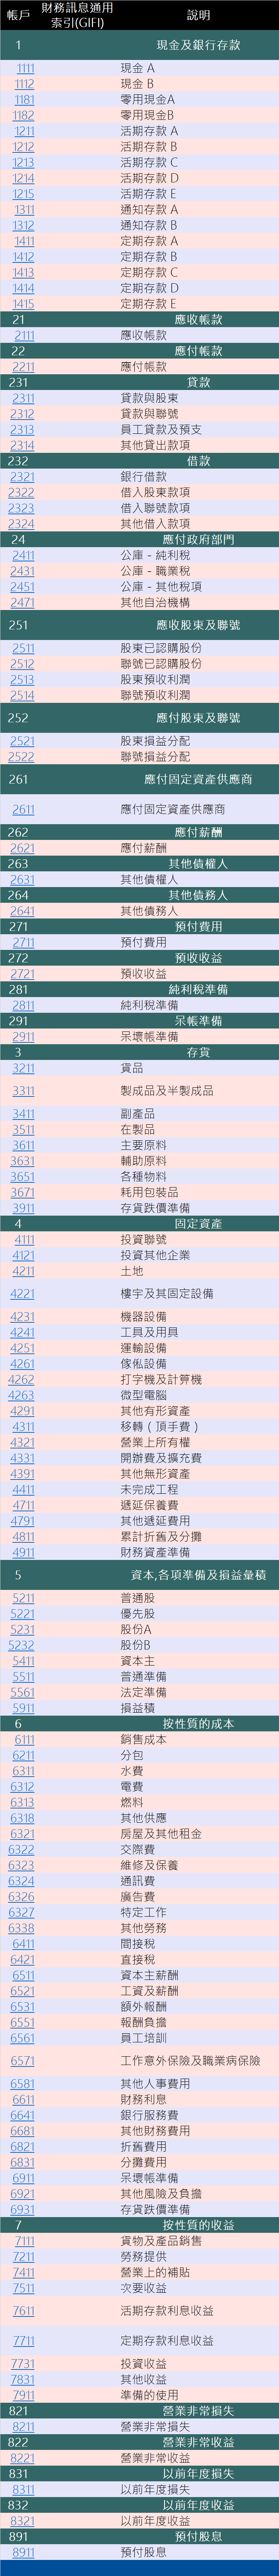 帳戶 財務訊息通用索引(GIFI) 說明
1 現金及銀行存款
1111 現金 A
1112 現金 B
1181 零用現金A
1182 零用現金B
1211 活期存款 A
1212 活期存款 B
1213 活期存款 C
1214 活期存款 D
1215 活期存款 E
1311 通知存款 A
1312 通知存款 B
1411 定期存款 A
1412 定期存款 B
1413 定期存款 C
1414 定期存款 D
1415 定期存款 E
21 應收帳款
2111 應收帳款
22 應付帳款
2211 應付帳款
231 貸款
2311 貸款與股東
2312 貸款與聯號
2313 員工貸款及預支
2314 其他貸出款項
232 借款
2321 銀行借款
2322 借入股東款項
2323 借入聯號款項
2324 其他借入款項
24 應付政府部門
2411 公庫－純利稅
2431 公庫－職業稅
2451 公庫－其他稅項
2471 其他自治機構
251 應收股東及聯號
2511 股東已認購股份
2512 聯號已認購股份
2513 股東預收利潤
2514 聯號預收利潤
252 應付股東及聯號
2521 股東損益分配
2522 聯號損益分配
261 應付固定資產供應商
2611 應付固定資產供應商
262 應付薪酬
2621 應付薪酬
263 其他債權人
2631 其他債權人
264 其他債務人
2641 其他債務人
271 預付費用
2711 預付費用
272 預收收益
2721 預收收益
281 純利稅準備
2811 純利稅準備
291 呆帳準備
2911 呆壞帳準備
3 存貨
3211 貨品
3311 製成品及半製成品
3411 副產品
3511 在製品
3611 主要原料
3631 輔助原料
3651 各種物料
3671 耗用包裝品
3911 存貨跌價準備
4 固定資產
4111 投資聯號
4121 投資其他企業
4211 土地
4221 樓宇及其固定設備
4231 機器設備
4241 工具及用具
4251 運輸設備
4261 傢俬設備
4262 打字機及計算機
4263 微型電腦
4291 其他有形資產
4311 移轉（頂手費）
4321 營業上所有權
4331 開辦費及擴充費
4391 其他無形資產
4411 未完成工程
4711 遞延保養費
4791 其他遞延費用
4811 累計折舊及分攤
4911 財務資產準備
5 資本,各項準備及損益彙積
5211 普通股
5221 優先股
5231 股份A
5232 股份B
5411 資本主
5511 普通準備
5561 法定準備
5911 損益積
6 按性質的成本
6111 銷售成本
6211 分包
6311 水費
6312 電費
6313 燃料
6318 其他供應
6321 房屋及其他租金
6322 交際費
6323 維修及保養
6324 通訊費
6326 廣告費
6327 特定工作
6338 其他勞務
6411 間接稅
6421 直接稅
6511 資本主薪酬
6521 工資及薪酬
6531 額外報酬
6551 報酬負擔
6561 員工培訓
6571 工作意外保險及職業病保險
6581 其他人事費用
6611 財務利息
6641 銀行服務費
6681 其他財務費用
6821 折舊費用
6831 分攤費用
6911 呆壞帳準備
6921 其他風險及負擔
6931 存貨跌價準備
7 按性質的收益
7111 貨物及產品銷售
7211 勞務提供
7411 營業上的補貼
7511 次要收益
7611 活期存款利息收益
7711 定期存款利息收益
7731 投資收益
7831 其他收益
7911 準備的使用
821 營業非常損失
8211 營業非常損失
822 營業非常收益
8221 營業非常收益
831 以前年度損失
8311 以前年度損失
832 以前年度收益
8321 以前年度收益
891 預付股息
8911 預付股息